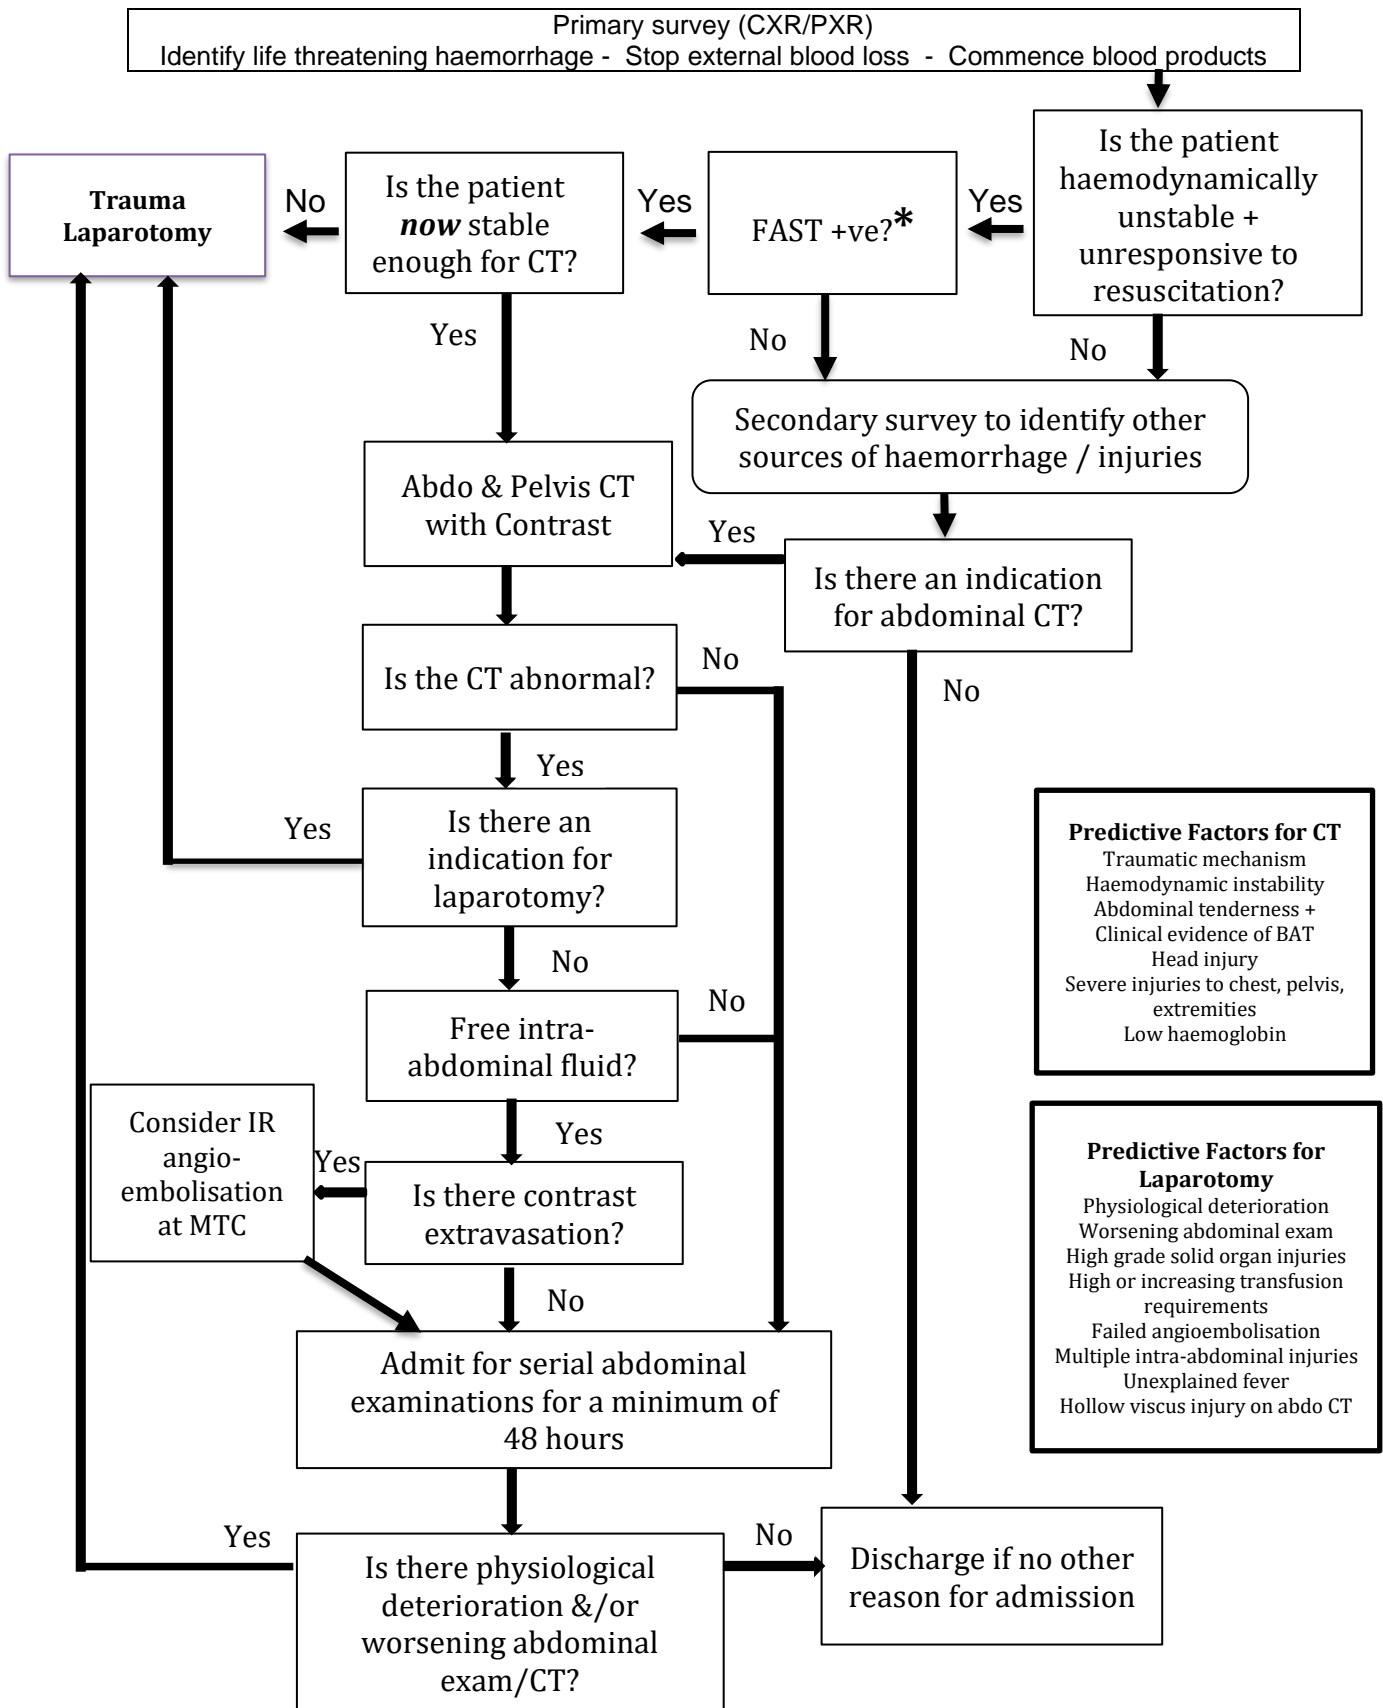 Primary survey (CXR/PXR)
Identify life threatening haemorrhage - Stop external blood loss - Commence blood products
Is the patient
haemodynamically
unstable +
unresponsive to
resuscitation?
Yes
No
FAST +ve?*
Yes
No
Is the patient
now stable
enough for CT?
No
Yes
Trauma
Laparotomy
Secondary survey to identify other
sources of haemorrhage / injuries
Abdo & Pelvis CT
with Contrast
Yes
Is there an indication
for abdominal CT?
No
Is the CT abnormal?
No
Yes
Is there an
indication for
laparotomy?
Yes
No
Free intra-
abdominal fluid?
No
Yes
Consider IR
angio-
embolisation
at MTC
Yes
Is there contrast
extravasation?
No
Admit for serial abdominal
examinations for a minimum of
48 hours
Yes
Is there physiological
deterioration &/or
worsening abdominal
exam/CT?
No
Discharge if no other
reason for admission
Predictive Factors for CT
Traumatic mechanism
Haemodynamic instability
Abdominal tenderness +
Clinical evidence of BAT
Head injury
Severe injuries to chest, pelvis,
extremities
Low haemoglobin
Predictive Factors for
Laparotomy
Physiological deterioration
Worsening abdominal exam
High grade solid organ injuries
High or increasing transfusion
requirements
Failed angioembolisation
Multiple intra-abdominal injuries
Unexplained fever
Hollow viscus injury on abdo CT